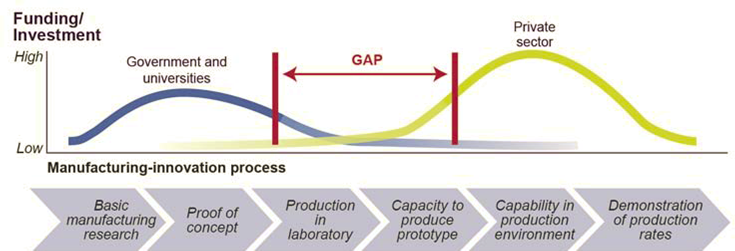 Funding/
Investment
High
Government and
universities
GAP
Private
sector
Low
Manufacturing-innovation process
Basic
manufacturing
research
Proof of
concept
Production
in
laboratory
Capacity to
produce
prototype
Capability in
production
environment
Demonstration
of production
rates